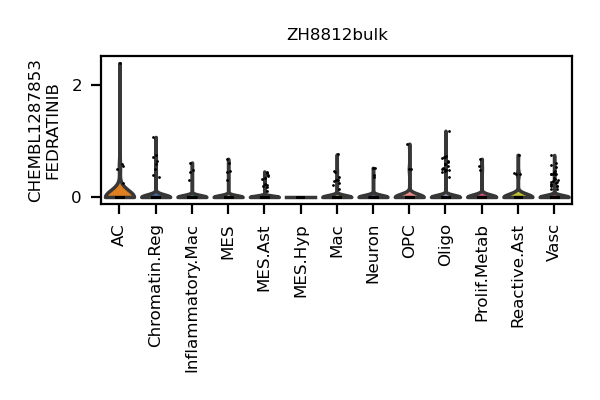 ZH8812bulk
CHEMBL1287853
FEDRATINIB
2
0
AC
Chromatin.Reg
Inflammatory.Mac
MES
MES.Ast
MES.Hyp
Mac
Neuron
OPC
Oligo
Prolif.Metab
Reactive.Ast
Vasc